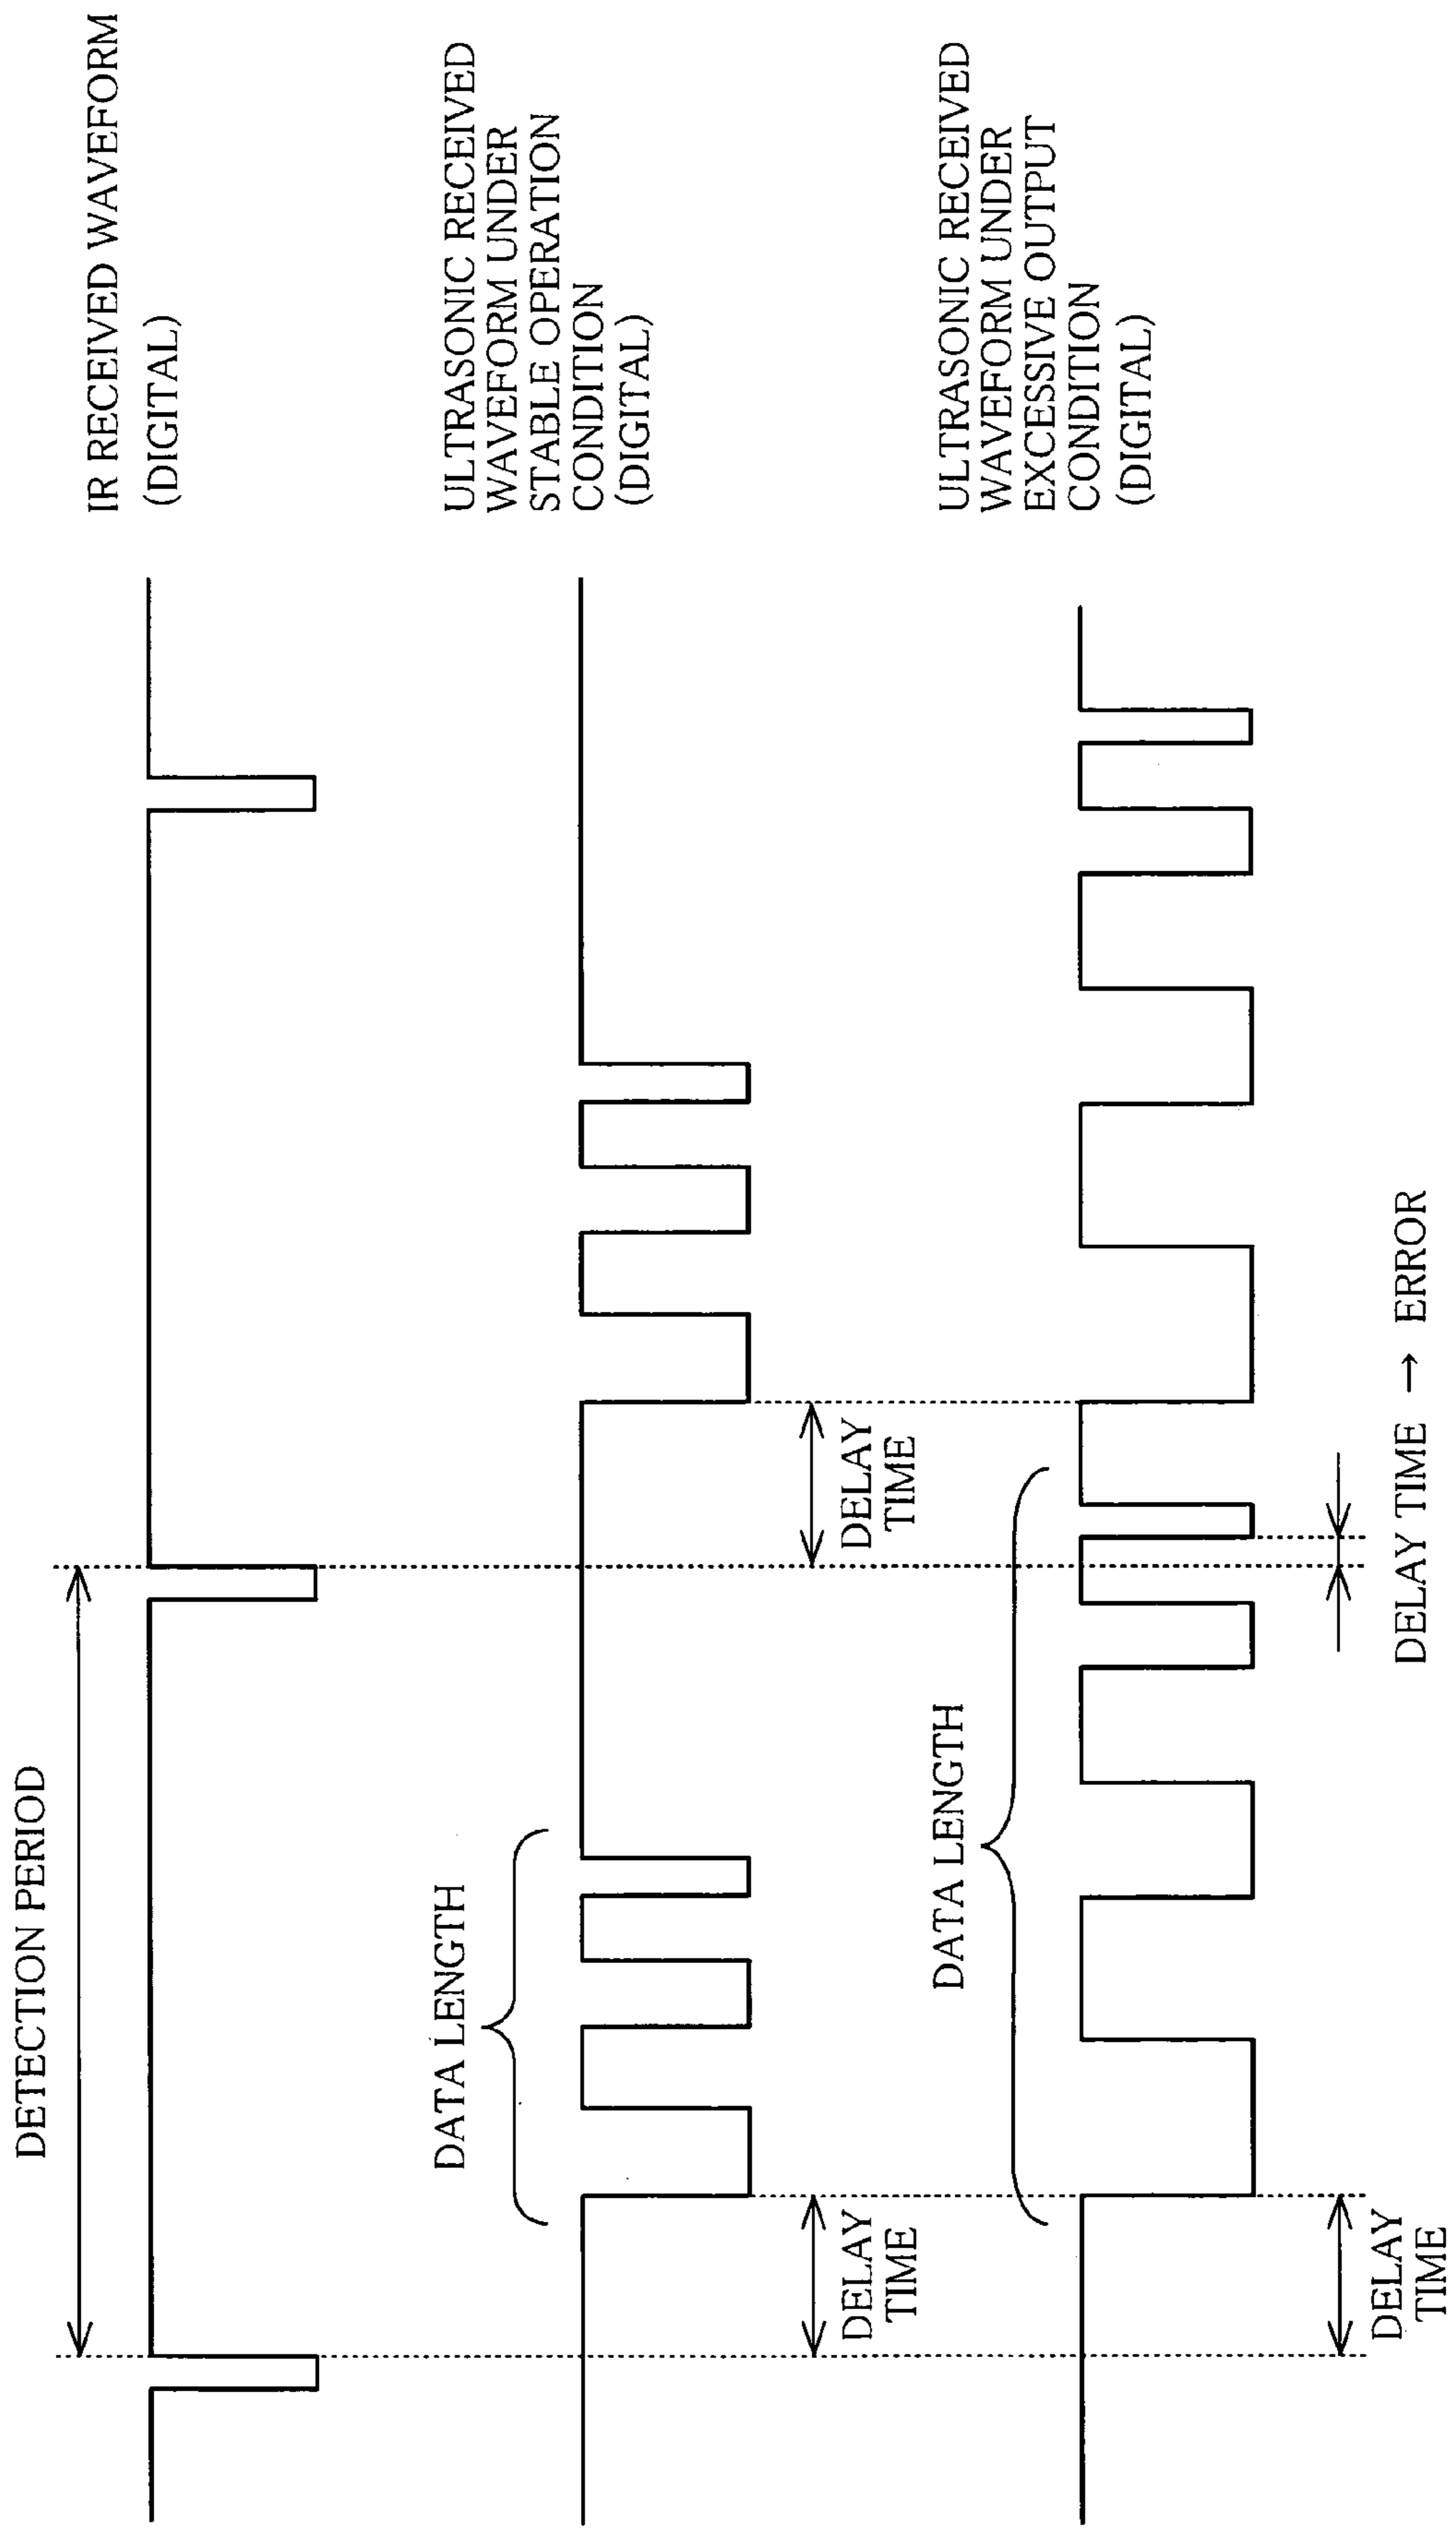 DETECTION PERIOD
IR RECEIVED WAVEFORM
(DIGITAL)
DATA LENGTH
ULTRASONIC RECEIVED
WAVEFORM UNDER
STABLE OPERATION
CONDITION
(DIGITAL)
DELAY
TIME
DELAY
TIME
DATA LENGTH
ULTRASONIC RECEIVED
WAVEFORM UNDER
EXCESSIVE OUTPUT
CONDITION
(DIGITAL)
DELAY
TIME
DELAY TIME → ERROR